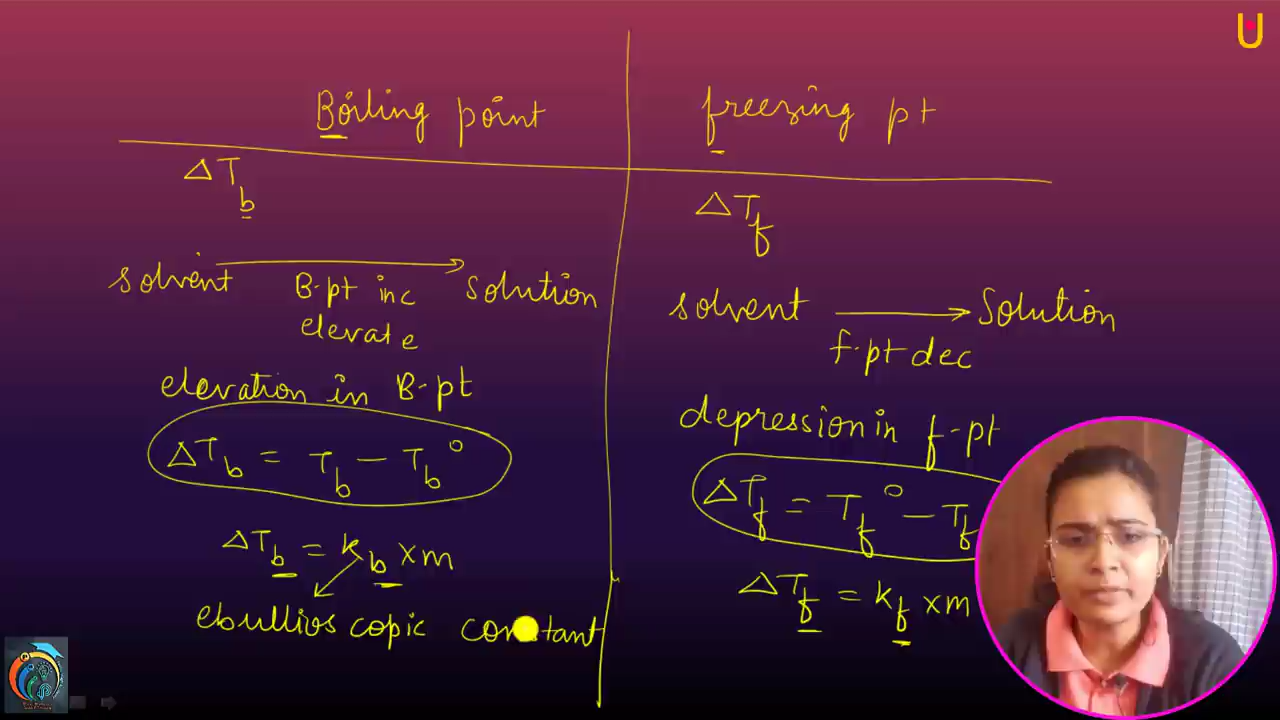 Boiling point
ΔTb
solvent → solution
B.pt inc
elevate
elevation in B.pt
ΔTb = Tb - Tb°
ΔTb = kb x m
ebullioscopic constant
freezing pt
ΔTf
solvent → Solution
f.pt dec
depression in f.pt
ΔTf = Tf° - Tf
ΔTf = kf x m
U